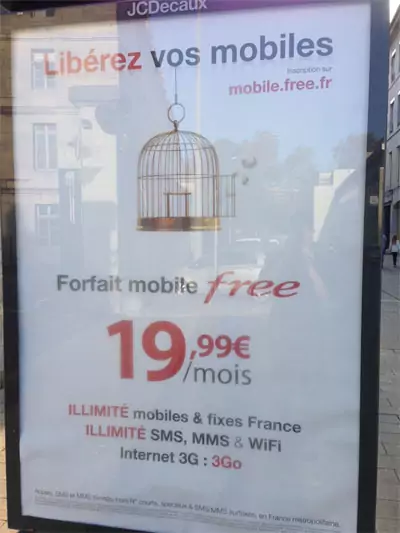 JCDecaux
Libérez vos mobiles
Inscription sur
mobile.free.fr
Forfait mobile free
19,99€
/mois
ILLIMITÉ mobiles & fixes France
ILLIMITÉ SMS, MMS & WiFi
Internet 3G : 3Go